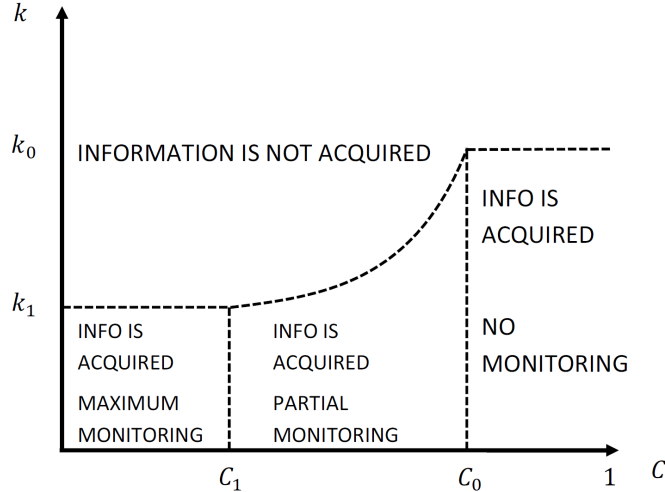 k
k₀
INFORMATION IS NOT ACQUIRED
INFO IS
ACQUIRED
NO
MONITORING
k₁
INFO IS
ACQUIRED
MAXIMUM
MONITORING
INFO IS
ACQUIRED
PARTIAL
MONITORING
C₁
C₀
1
C